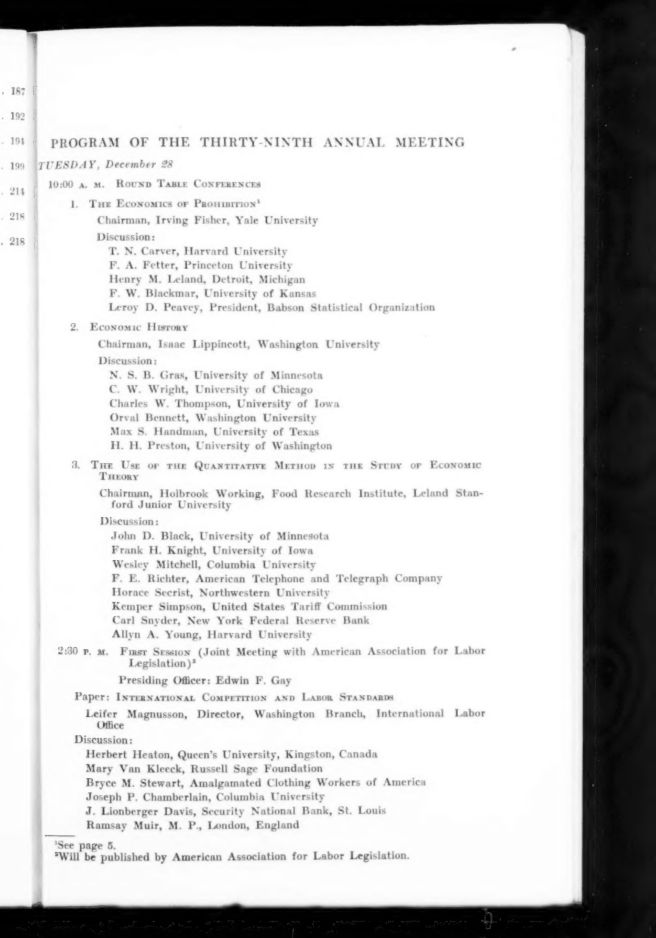 . 187
. 192
. 194
. 199
. 214
. 218
. 218
PROGRAM OF THE THIRTY-NINTH ANNUAL MEETING
TUESDAY, December 28
10:00 A. M. ROUND TABLE CONFERENCES
1. THE ECONOMICS OF PROHIBITION¹
Chairman, Irving Fisher, Yale University
Discussion:
T. N. Carver, Harvard University
F. A. Fetter, Princeton University
Henry M. Leland, Detroit, Michigan
F. W. Blackmar, University of Kansas
Leroy D. Peavey, President, Babson Statistical Organization
2. ECONOMIC HISTORY
Chairman, Isaac Lippincott, Washington University
Discussion:
N. S. B. Gras, University of Minnesota
C. W. Wright, University of Chicago
Charles W. Thompson, University of Iowa
Orval Bennett, Washington University
Max S. Handman, University of Texas
H. H. Preston, University of Washington
3. THE USE OF THE QUANTITATIVE METHOD IN THE STUDY OF ECONOMIC
THEORY
Chairman, Holbrook Working, Food Research Institute, Leland Stan-
ford Junior University
Discussion:
John D. Black, University of Minnesota
Frank H. Knight, University of Iowa
Wesley Mitchell, Columbia University
F. E. Richter, American Telephone and Telegraph Company
Horace Secrist, Northwestern University
Kemper Simpson, United States Tariff Commission
Carl Snyder, New York Federal Reserve Bank
Allyn A. Young, Harvard University
2:30 P. M. FIRST SESSION (Joint Meeting with American Association for Labor
Legislation)²
Presiding Officer: Edwin F. Gay
Paper: INTERNATIONAL COMPETITION AND LABOR STANDARDS
Leifer Magnusson, Director, Washington Branch, International Labor
Office
Discussion:
Herbert Heaton, Queen's University, Kingston, Canada
Mary Van Kleeck, Russell Sage Foundation
Bryce M. Stewart, Amalgamated Clothing Workers of America
Joseph P. Chamberlain, Columbia University
J. Lionberger Davis, Security National Bank, St. Louis
Ramsay Muir, M. P., London, England
¹See page 5.
²Will be published by American Association for Labor Legislation.